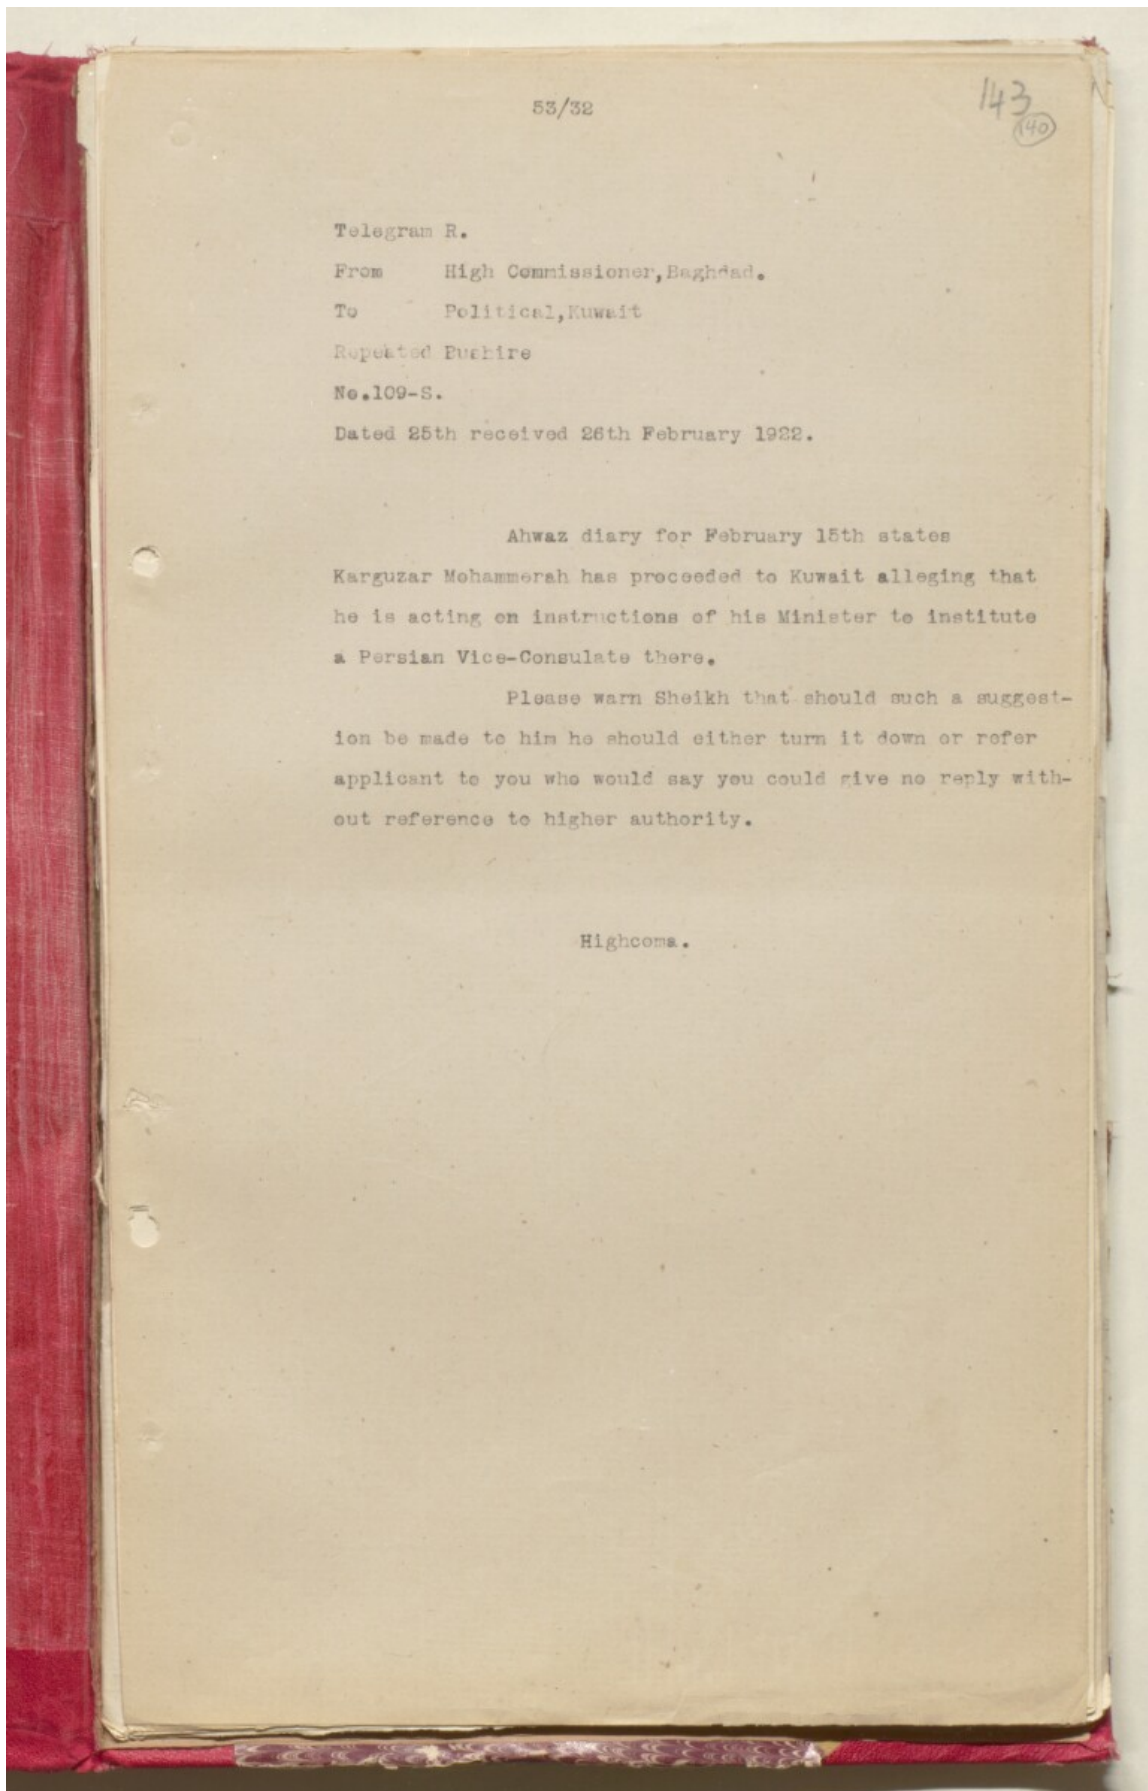 53/32
143
140
Telegram R.
From High Commissioner,Baghdad.
To Political,Kuwait
Repeated Bushire
No.109-S.
Dated 25th received 26th February 1922.
Ahwaz diary for February 15th states
Karguzar Mohammerah has proceeded to Kuwait alleging that
he is acting on instructions of his Minister to institute
a Persian Vice-Consulate there.
Please warn Sheikh that should such a suggest-
ion be made to him he should either turn it down or refer
applicant to you who would say you could give no reply with-
out reference to higher authority.
Highcoma.